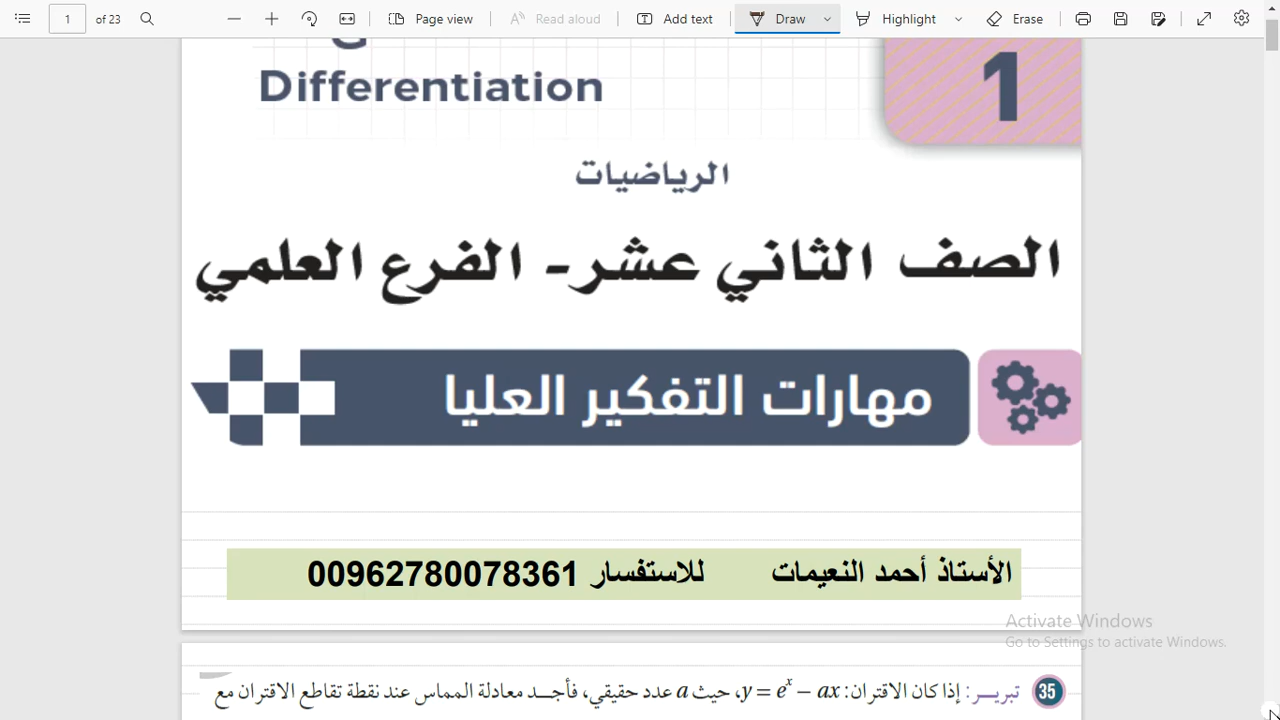 1 of 23 Page view Read aloud Add text Draw Highlight Erase
Differentiation
1
الرياضيات
الصف الثاني عشر - الفرع العلمي
مهارات التفكير العليا
الأستاذ أحمد النعيمات للاستفسار 00962780078361
Activate Windows
Go to Settings to activate Windows.
35 تبريـــر: إذا كان الاقتران: y = e^x − ax، حيث a عدد حقيقي، فأجـــد معادلة المماس عند نقطة تقاطع الاقتران مع